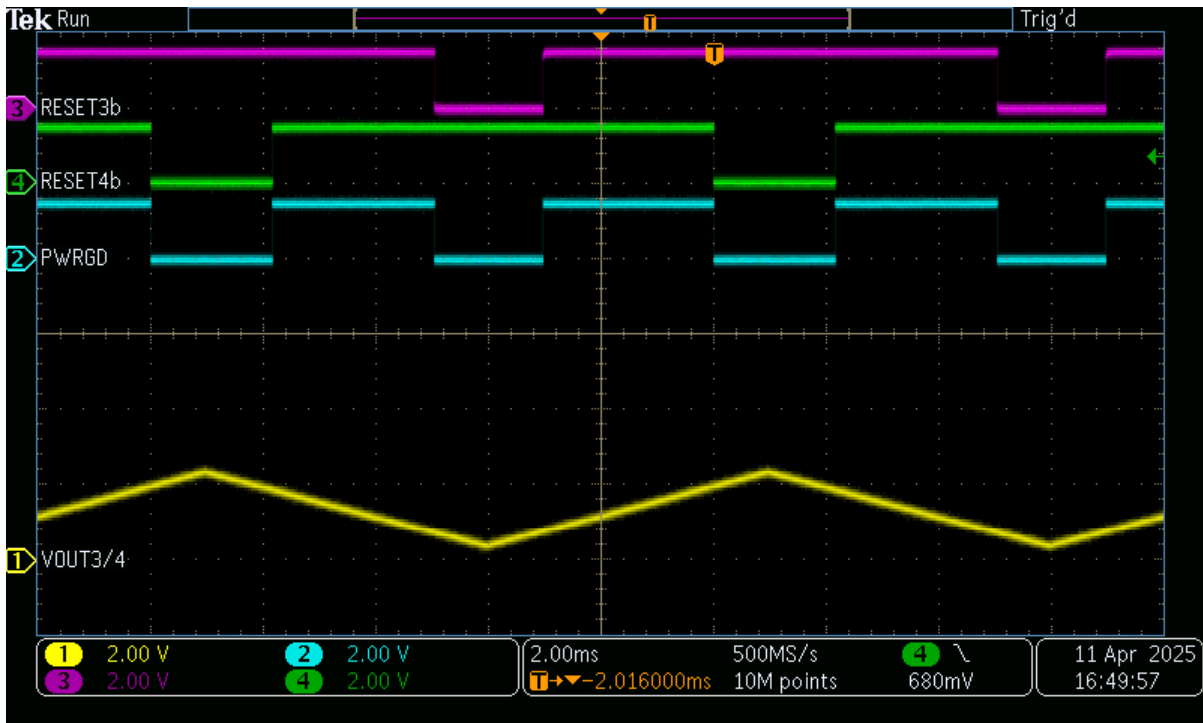 Tek Run Trig'd
T
T
3 RESET3b
4 RESET4b
2 PWRGD
1 VOUT3/4
1 2.00 V 2 2.00 V
3 2.00 V 4 2.00 V
2.00ms 500MS/s 4 \
T→▼-2.016000ms 10M points 680mV
11 Apr 2025
16:49:57